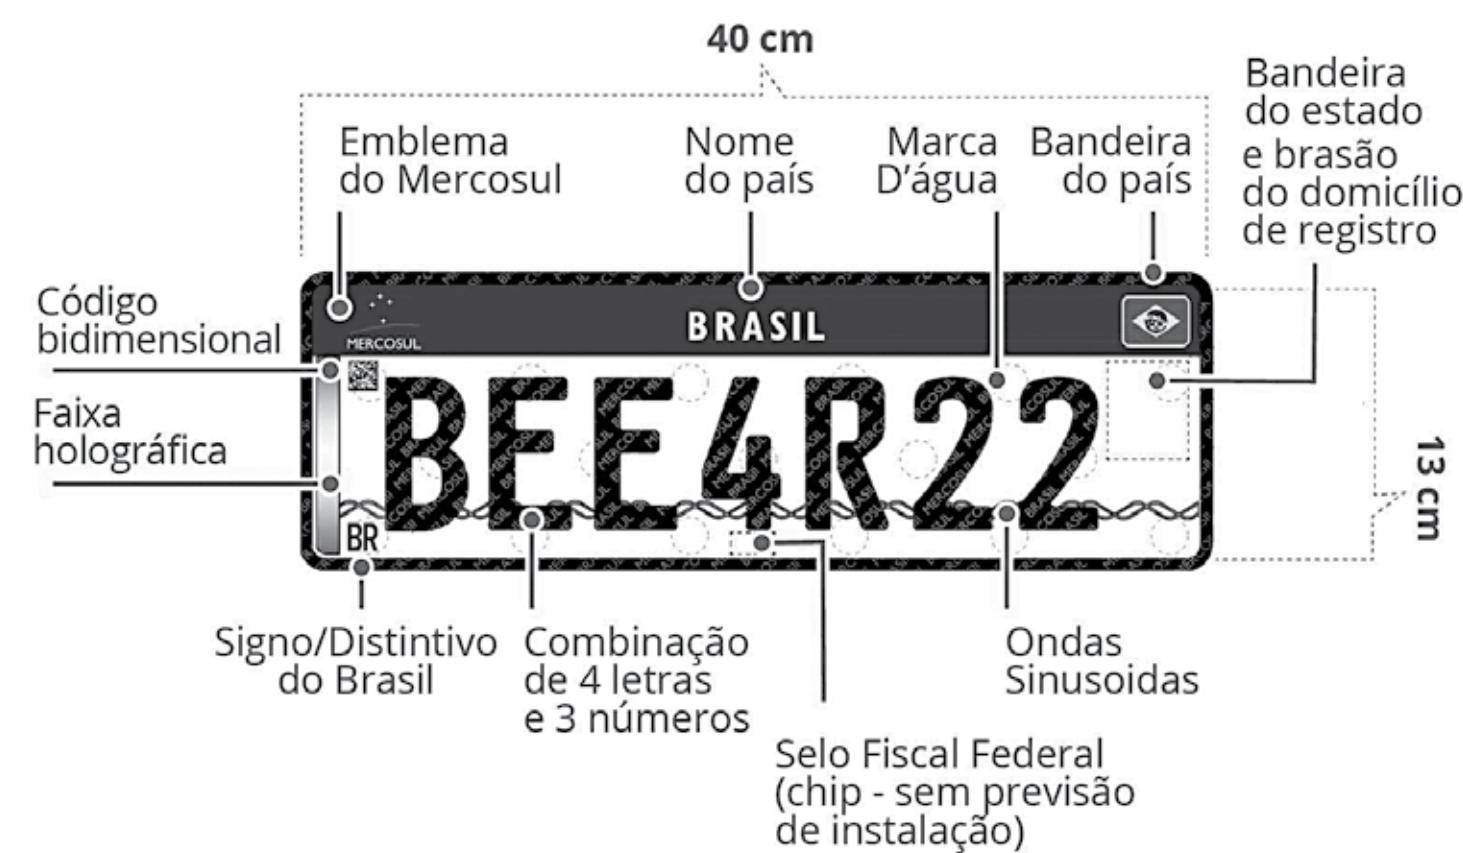 40 cm
Emblema
do Mercosul
Nome
do país
Marca
D'água
Bandeira
do país
Bandeira
do estado
e brasão
do domicílio
de registro
Código
bidimensional
Faixa
holográfica
MERCOSUL
BRASIL
BEE4R22
BR
13 cm
Signo/Distintivo
do Brasil
Combinação
de 4 letras
e 3 números
Ondas
Sinusoidas
Selo Fiscal Federal
(chip - sem previsão
de instalação)